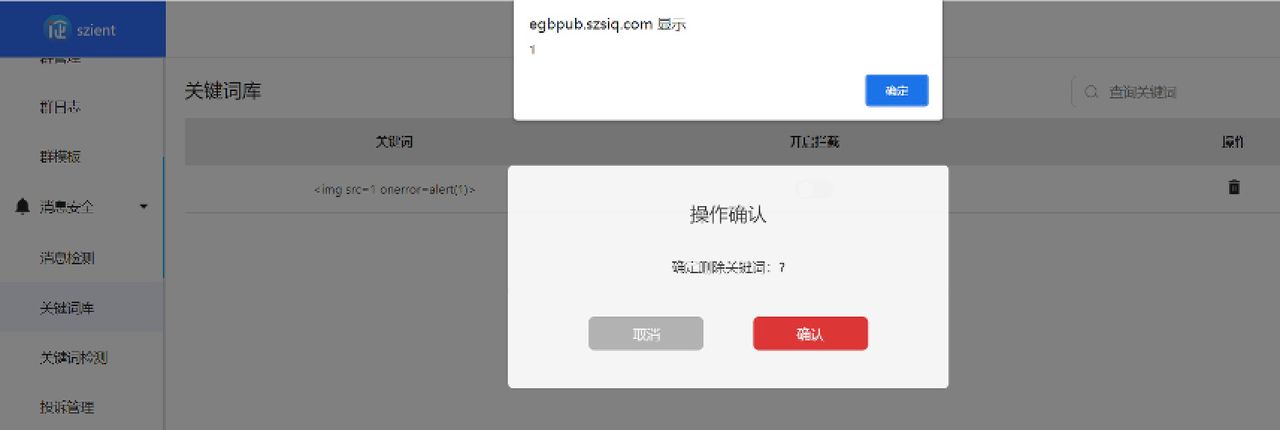 szient
egbpub.szsiq.com 显示
1
确定
群管理
群日志
群模板
消息安全
消息检测
关键词库
关键词检测
投诉管理
关键词库
查询关键词
关键词 开启拦截 操作
<img src=1 onerror=alert(1)>
操作确认
确定删除关键词：?
取消 确认